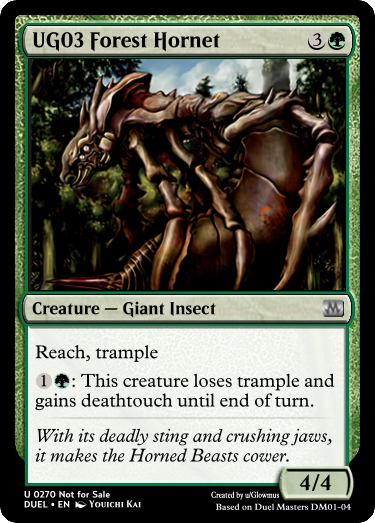 UG03 Forest Hornet 3
Creature — Giant Insect
Reach, trample
1: This creature loses trample and
gains deathtouch until end of turn.
With its deadly sting and crushing jaws,
it makes the Horned Beasts cower.
4/4
U 0270 Not for Sale
DUEL • EN Youichi Kai
Created by u/Glowmus
Based on Duel Masters DM01-04